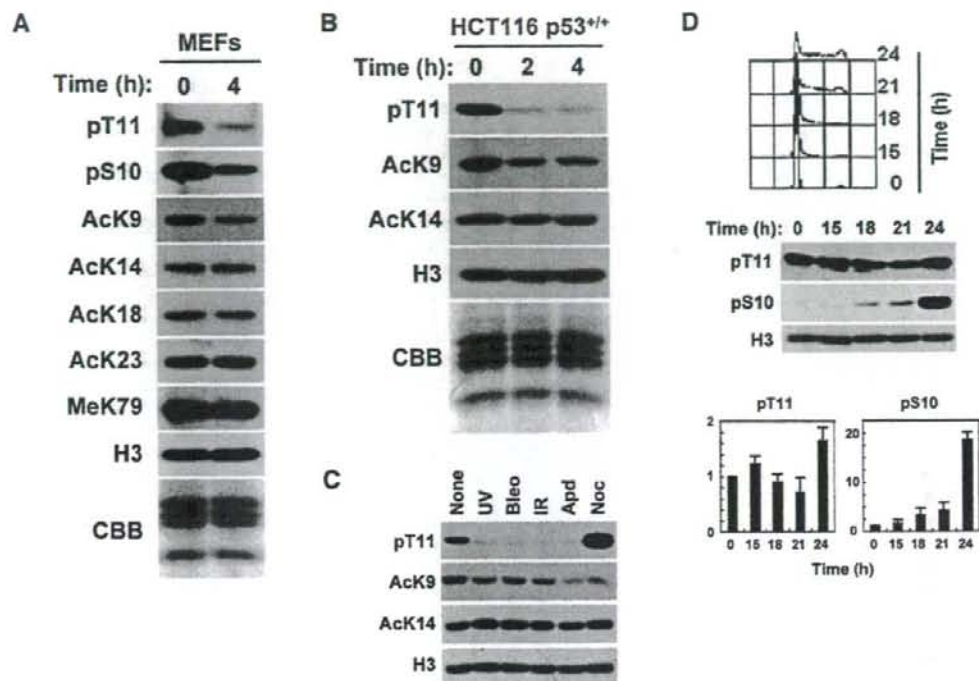 A
MEFs
Time (h): 0 4
pT11
pS10
AcK9
AcK14
AcK18
AcK23
MeK79
H3
CBB
B
HCT116 p53+/+
Time (h): 0 2 4
pT11
AcK9
AcK14
H3
CBB
C
None UV Bleo IR Apd Noc
pT11
AcK9
AcK14
H3
D
24
21
18
15
0
Time (h)
Time (h): 0 15 18 21 24
pT11
pS10
H3
pT11
2
1
0
0 15 18 21 24
pS10
20
10
0
0 15 18 21 24
Time (h)